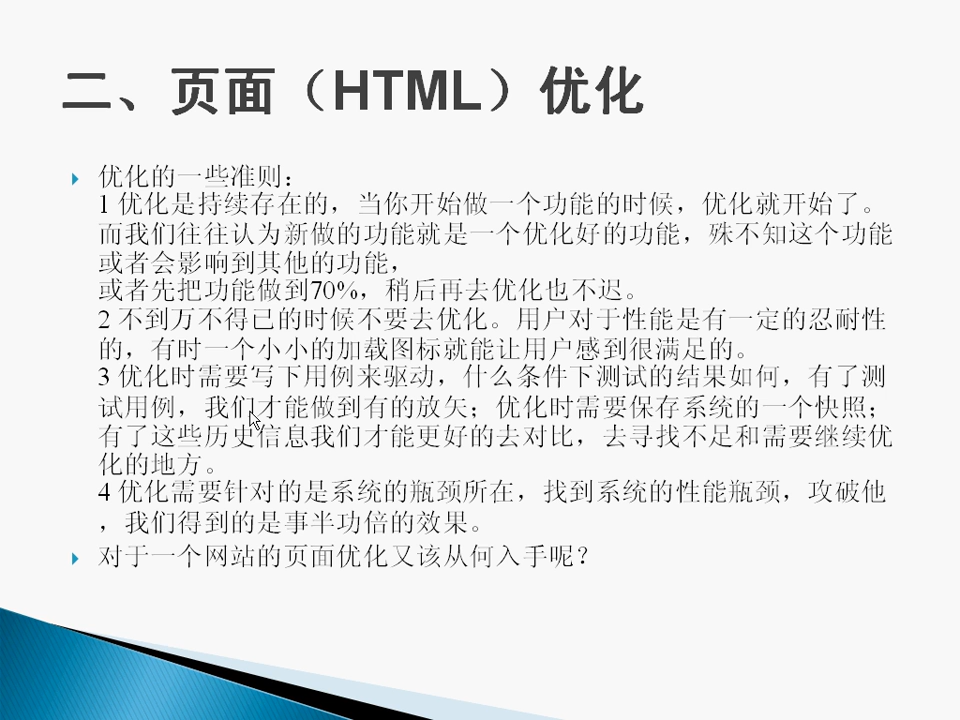 二、页面（HTML）优化
优化的一些准则：
1 优化是持续存在的，当你开始做一个功能的时候，优化就开始了。
而我们往往认为新做的功能就是一个优化好的功能，殊不知这个功能
或者会影响到其他的功能，
或者先把功能做到70%，稍后再去优化也不迟。
2 不到万不得已的时候不要去优化。用户对于性能是有一定的忍耐性
的，有时一个小小的加载图标就能让用户感到很满足的。
3 优化时需要写下用例来驱动，什么条件下测试的结果如何，有了测
试用例，我们才能做到有的放矢；优化时需要保存系统的一个快照；
有了这些历史信息我们才能更好的去对比，去寻找不足和需要继续优
化的地方。
4 优化需要针对的是系统的瓶颈所在，找到系统的性能瓶颈，攻破他
，我们得到的是事半功倍的效果。
对于一个网站的页面优化又该从何入手呢？